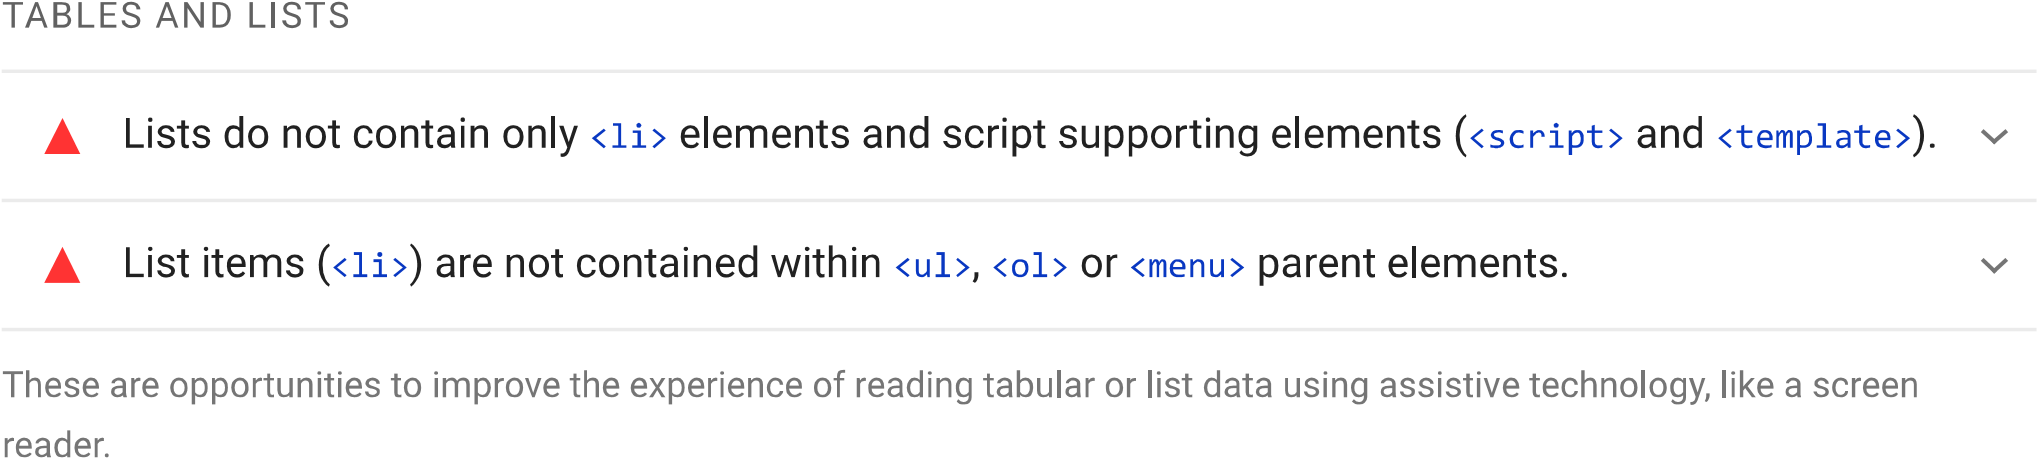 TABLES AND LISTS
Lists do not contain only <li> elements and script supporting elements (<script> and <template>).
List items (<li>) are not contained within <ul>, <ol> or <menu> parent elements.
These are opportunities to improve the experience of reading tabular or list data using assistive technology, like a screen
reader.